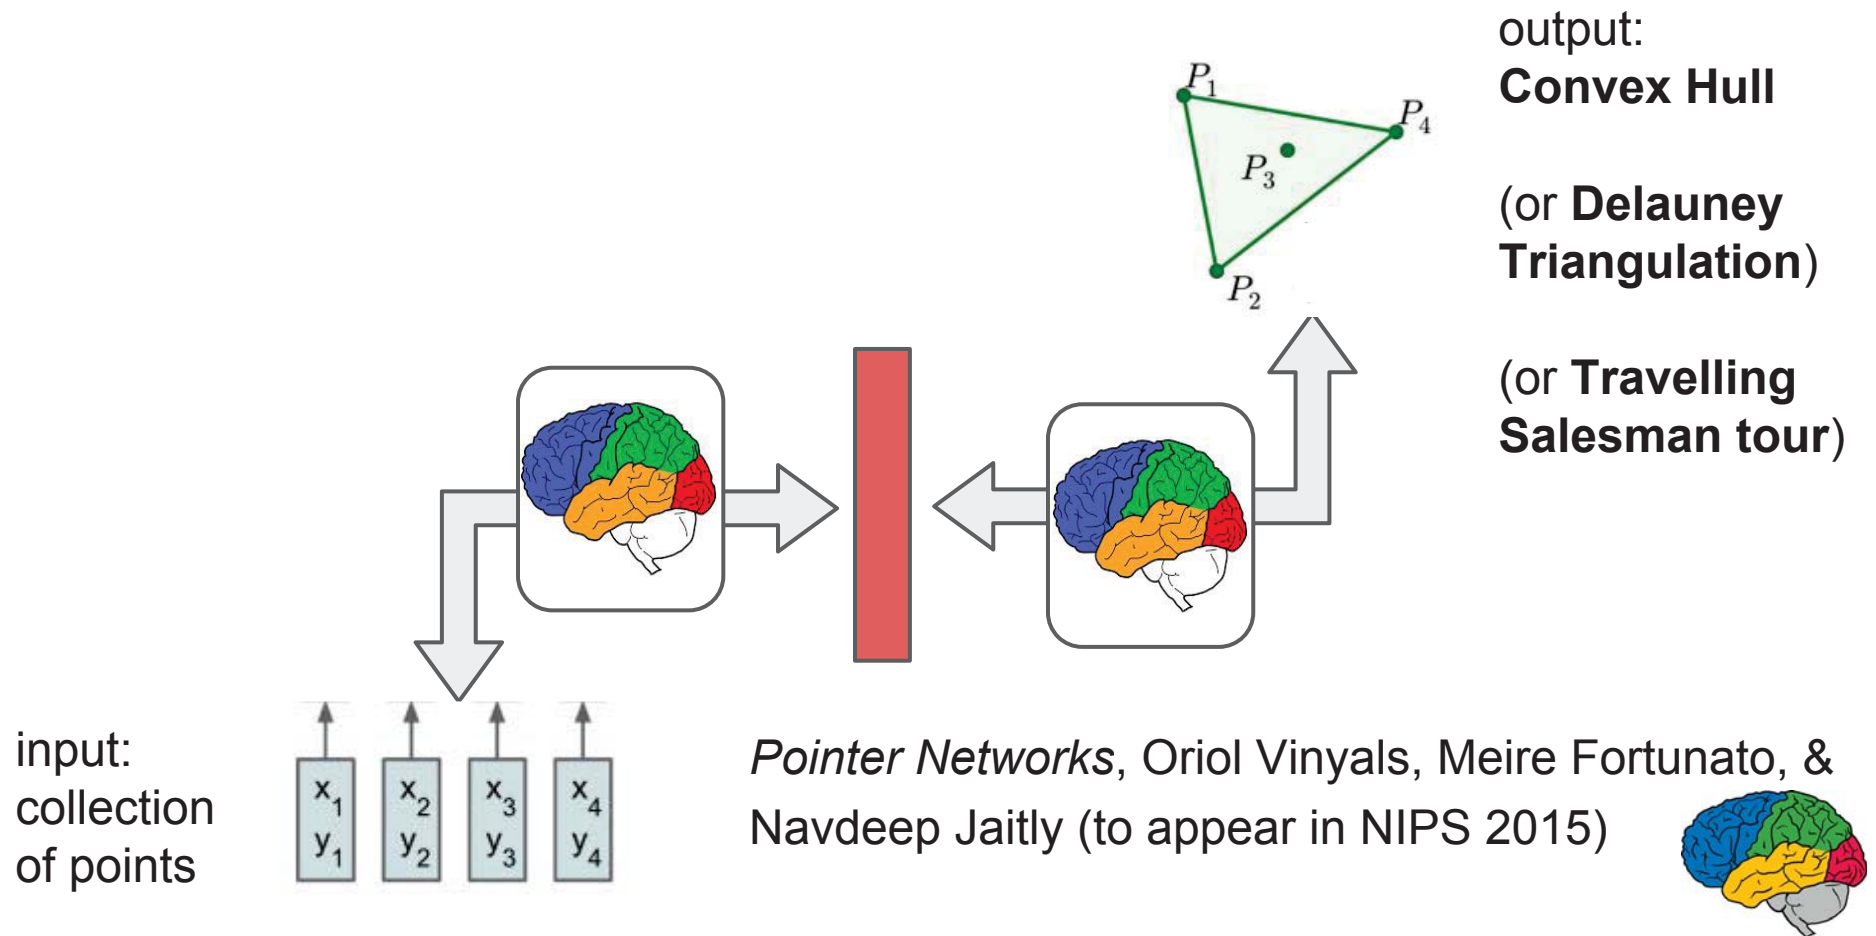 output:
Convex Hull
(or Delauney
Triangulation)
(or Travelling
Salesman tour)
P1
P4
P3
P2
input:
collection
of points
x1 x2 x3 x4
y1 y2 y3 y4
Pointer Networks, Oriol Vinyals, Meire Fortunato, &
Navdeep Jaitly (to appear in NIPS 2015)